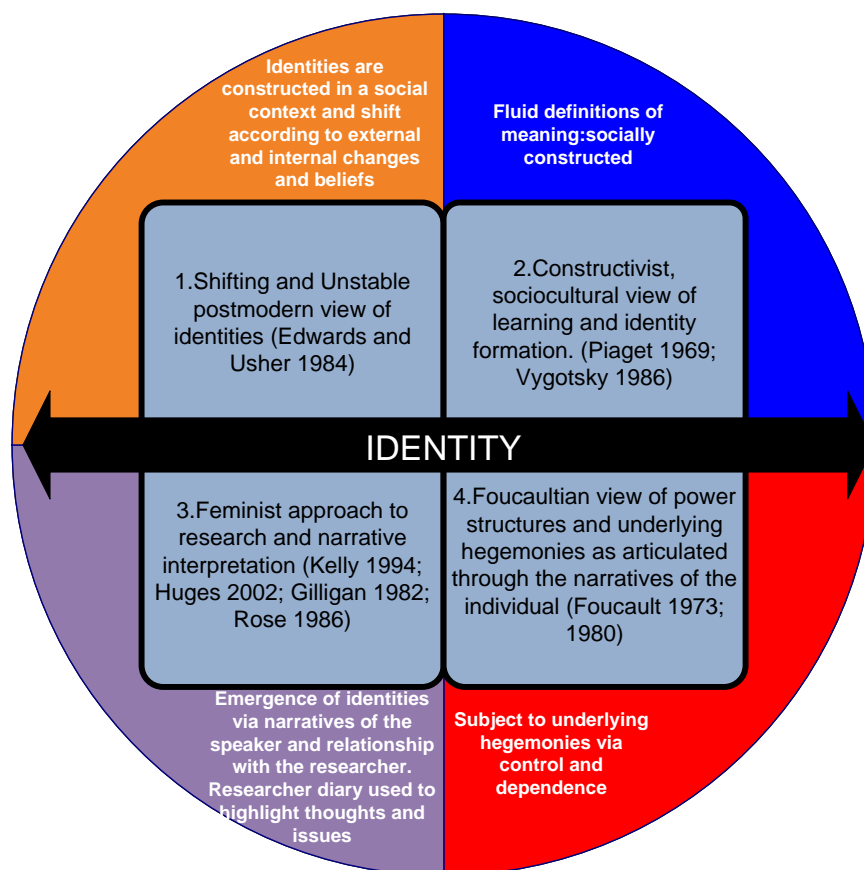 Identities are
constructed in a social
context and shift
according to external
and internal changes
and beliefs
Fluid definitions of
meaning:socially
constructed
1.Shifting and Unstable
postmodern view of
identities (Edwards and
Usher 1984)
2.Constructivist,
sociocultural view of
learning and identity
formation. (Piaget 1969;
Vygotsky 1986)
IDENTITY
3.Feminist approach to
research and narrative
interpretation (Kelly 1994;
Huges 2002; Gilligan 1982;
Rose 1986)
4.Foucaultian view of power
structures and underlying
hegemonies as articulated
through the narratives of the
individual (Foucault 1973;
1980)
Emergence of identities
via narratives of the
speaker and relationship
with the researcher.
Researcher diary used to
highlight thoughts and
issues
Subject to underlying
hegemonies via
control and
dependence